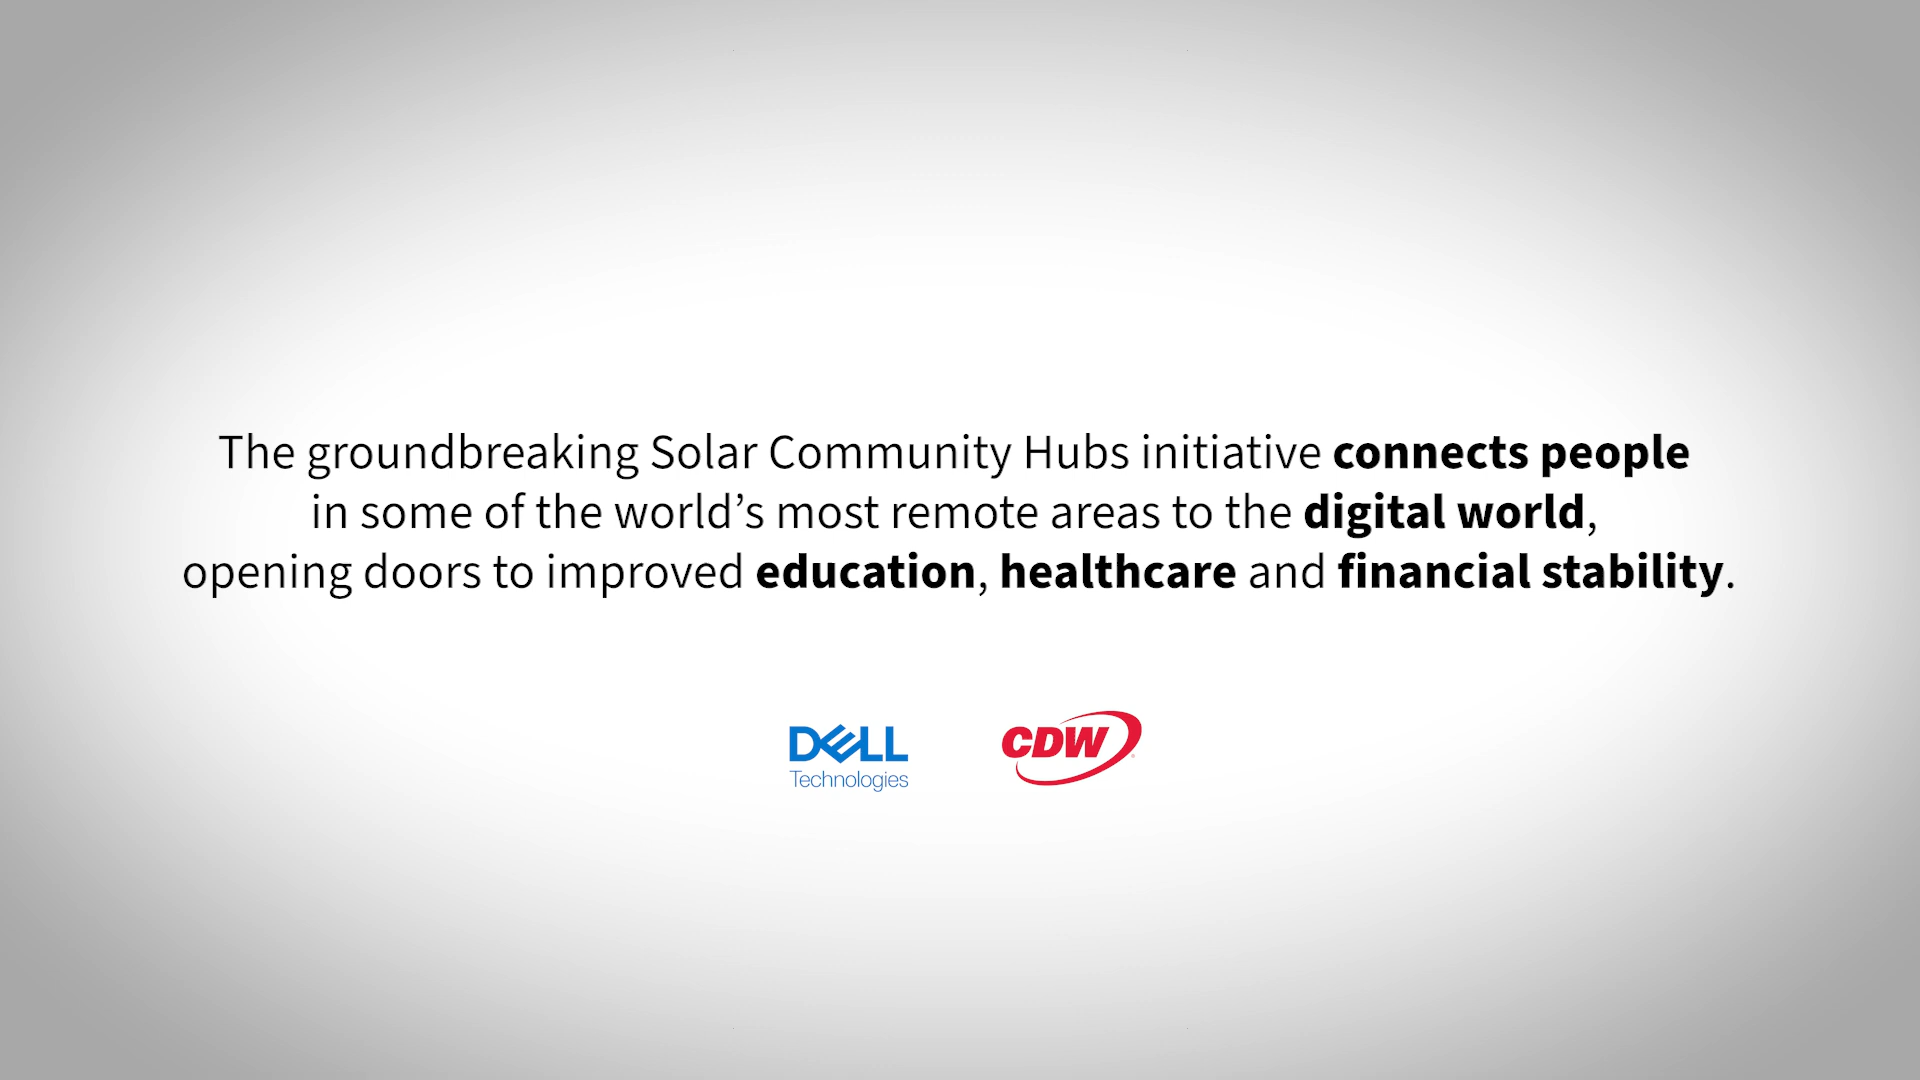 The groundbreaking Solar Community Hubs initiative connects people
in some of the world’s most remote areas to the digital world,
opening doors to improved education, healthcare and financial stability.
DELL
Technologies
CDW